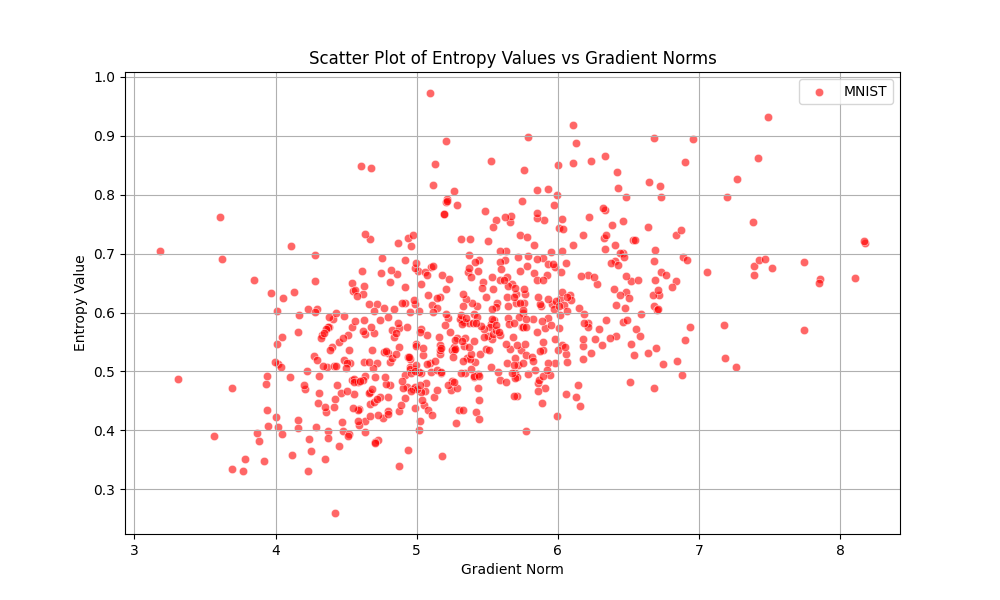 Scatter Plot of Entropy Values vs Gradient Norms
MNIST
1.0
0.9
0.8
0.7
0.6
0.5
0.4
0.3
Entropy Value
3 4 5 6 7 8
Gradient Norm